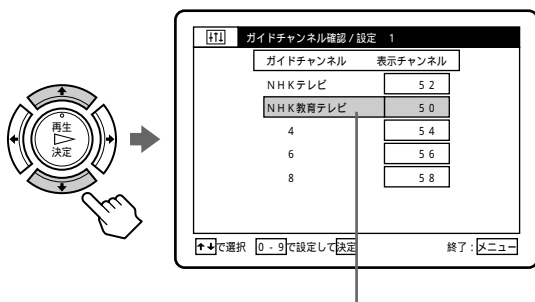 再生
決定
ガイドチャンネル確認/設定 1
ガイドチャンネル 表示チャンネル
NHKテレビ 52
NHK教育テレビ 50
4 54
6 56
8 58
↑↓で選択 0-9で設定して決定 終了:メニュー